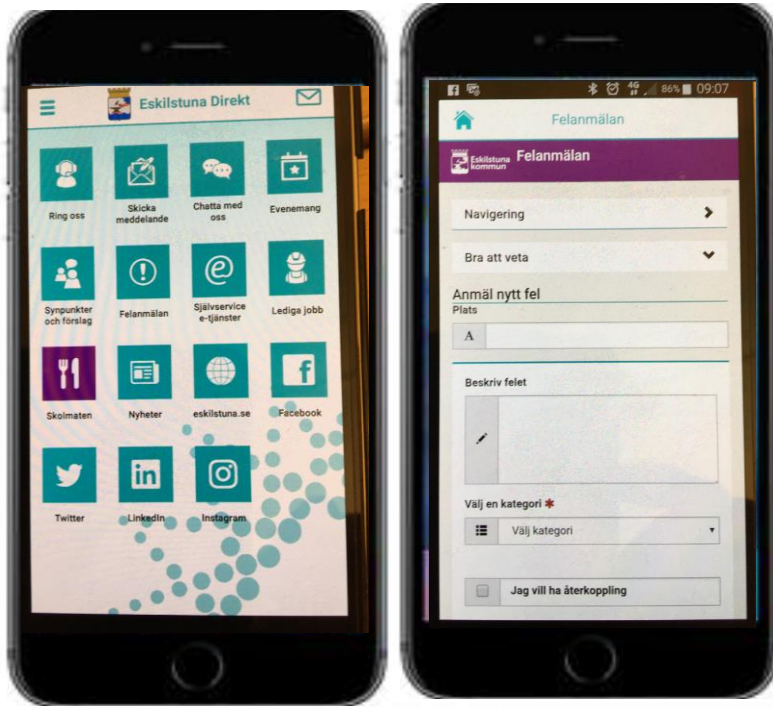 Eskilstuna Direkt
Ring oss
Skicka
meddelande
Chatta med
oss
Evenemang
Synpunkter
och förslag
Felanmälan
Självservice
e-tjänster
Lediga jobb
Skolmaten
Nyheter
eskilstuna.se
Facebook
Twitter
LinkedIn
Instagram
4G 86% 09:07
Felanmälan
Eskilstuna
kommun
Felanmälan
Navigering
Bra att veta
Anmäl nytt fel
Plats
A
Beskriv felet
Välj en kategori *
Välj kategori
Jag vill ha återkoppling